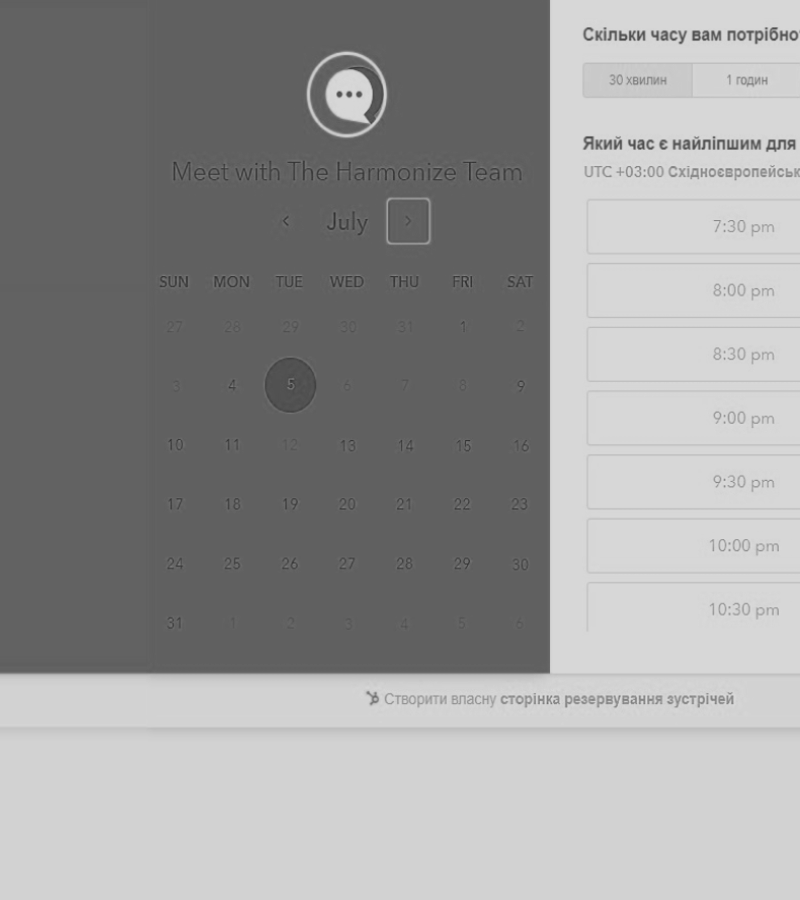 Meet with The Harmonize Team
July
SUN MON TUE WED THU FRI SAT
27 28 29 30 31 1 2
3 4 5 6 7 8 9
10 11 12 13 14 15 16
17 18 19 20 21 22 23
24 25 26 27 28 29 30
31 1 2 3 4 5 6
Скільки часу вам потрібно
30 хвилин 1 годин
Який час є найліпшим для
UTC +03:00 Східноєвропейськ
7:30 pm
8:00 pm
8:30 pm
9:00 pm
9:30 pm
10:00 pm
10:30 pm
Створити власну сторінка резервування зустрічей